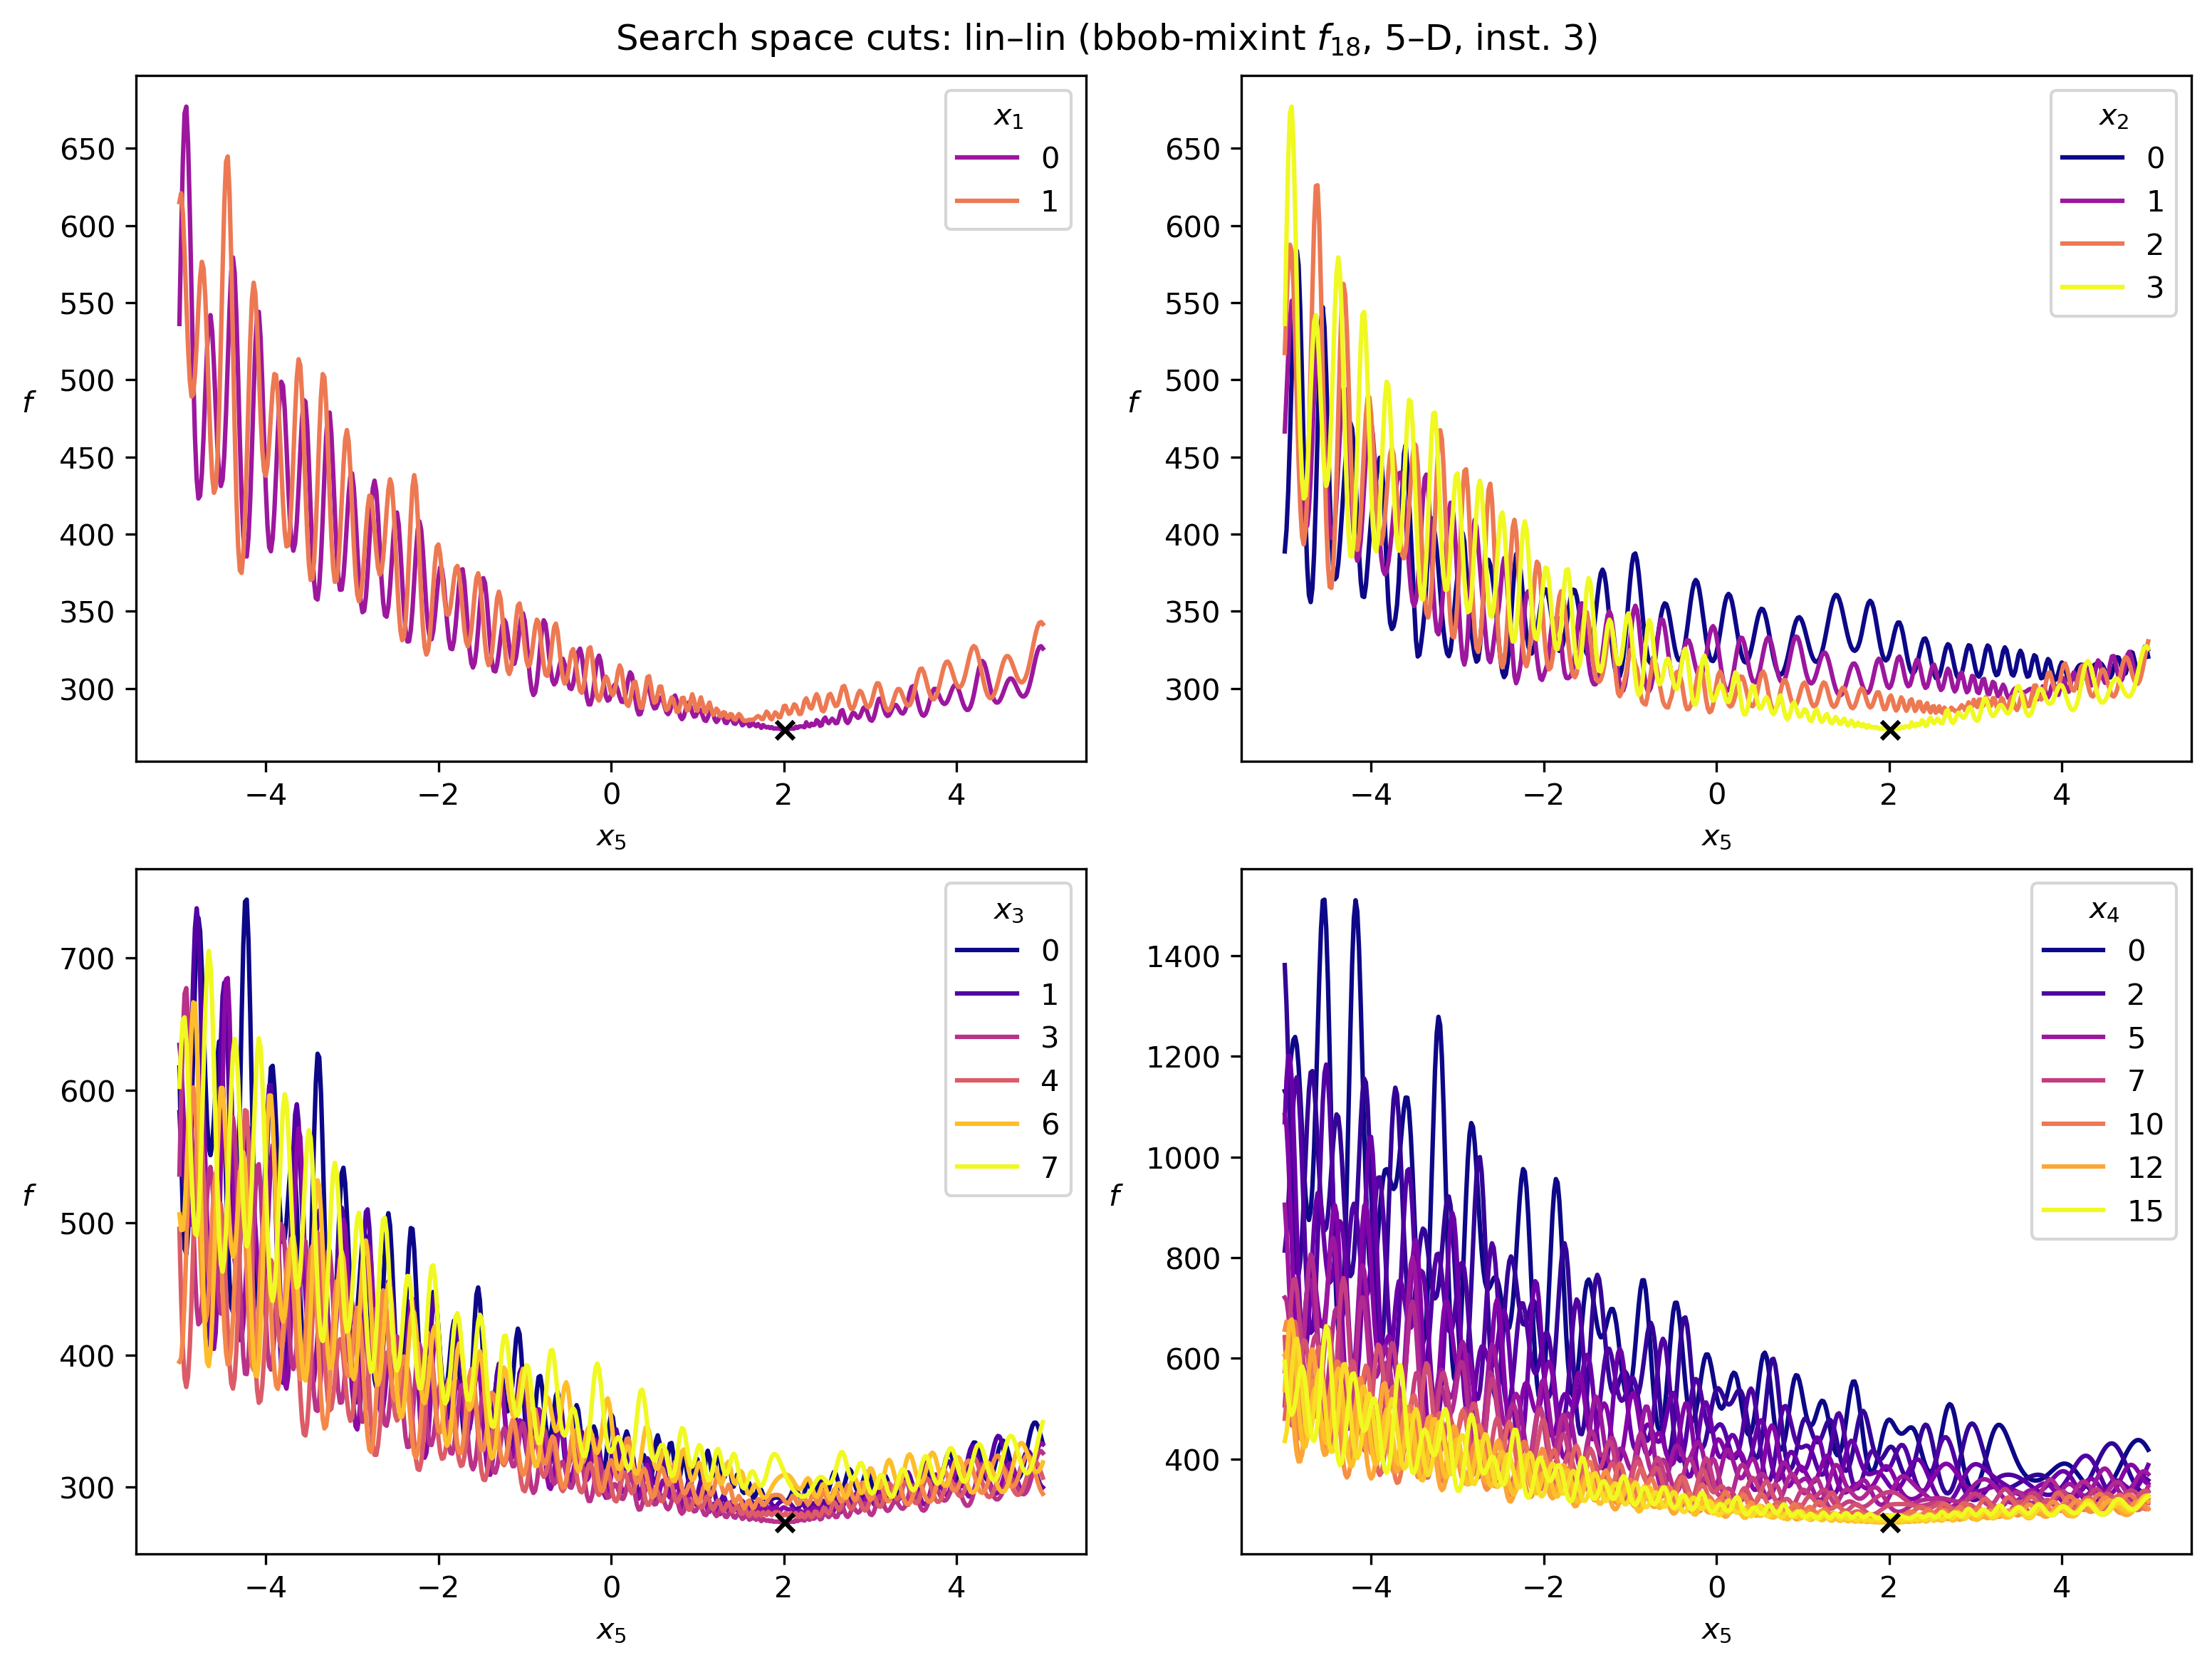 Search space cuts: lin–lin (bbob-mixint f₁₈, 5–D, inst. 3)
650
600
550
500
450
400
350
300
f
−4 −2 0 2 4
x₅
x₁
0
1
650
600
550
500
450
400
350
300
f
−4 −2 0 2 4
x₅
x₂
0
1
2
3
700
600
500
400
300
f
−4 −2 0 2 4
x₅
x₃
0
1
3
4
6
7
1400
1200
1000
800
600
400
f
−4 −2 0 2 4
x₅
x₄
0
2
5
7
10
12
15